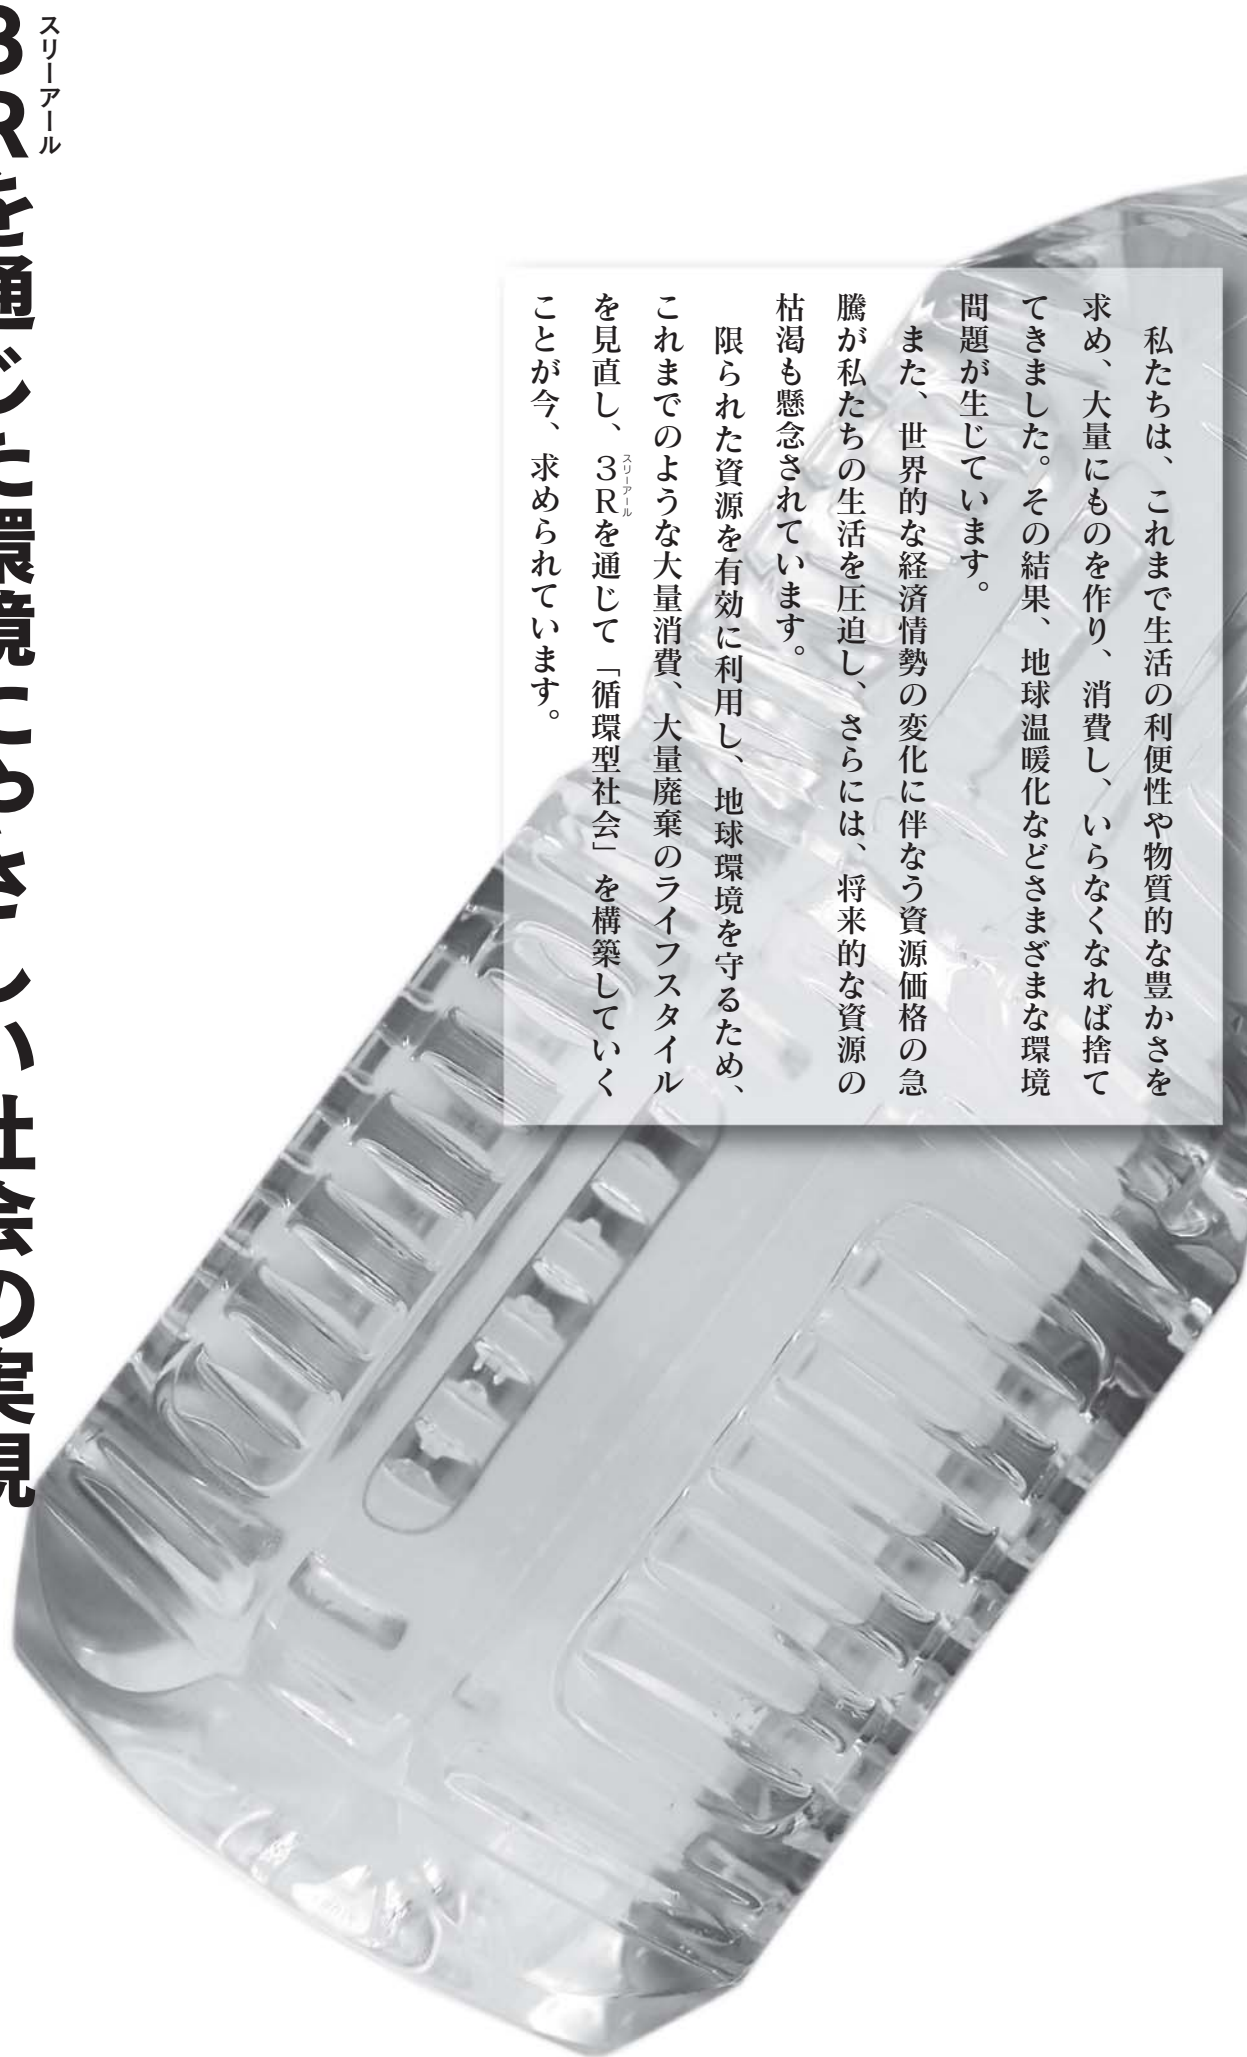 私たちは、これまで生活の利便性や物質的な豊かさを
求め、大量にものを作り、消費し、いらなくなれば捨て
てきました。その結果、地球温暖化などさまざまな環境
問題が生じています。
また、世界的な経済情勢の変化に伴なう資源価格の急
騰が私たちの生活を圧迫し、さらには、将来的な資源の
枯渇も懸念されています。
限られた資源を有効に利用し、地球環境を守るため、
これまでのような大量消費、大量廃棄のライフスタイル
スリーアール
を見直し、３Ｒを通じて「循環型社会」を構築していく
ことが今、求められています。
スリーアール
3Rを通じた環境にやさしい社会の実現